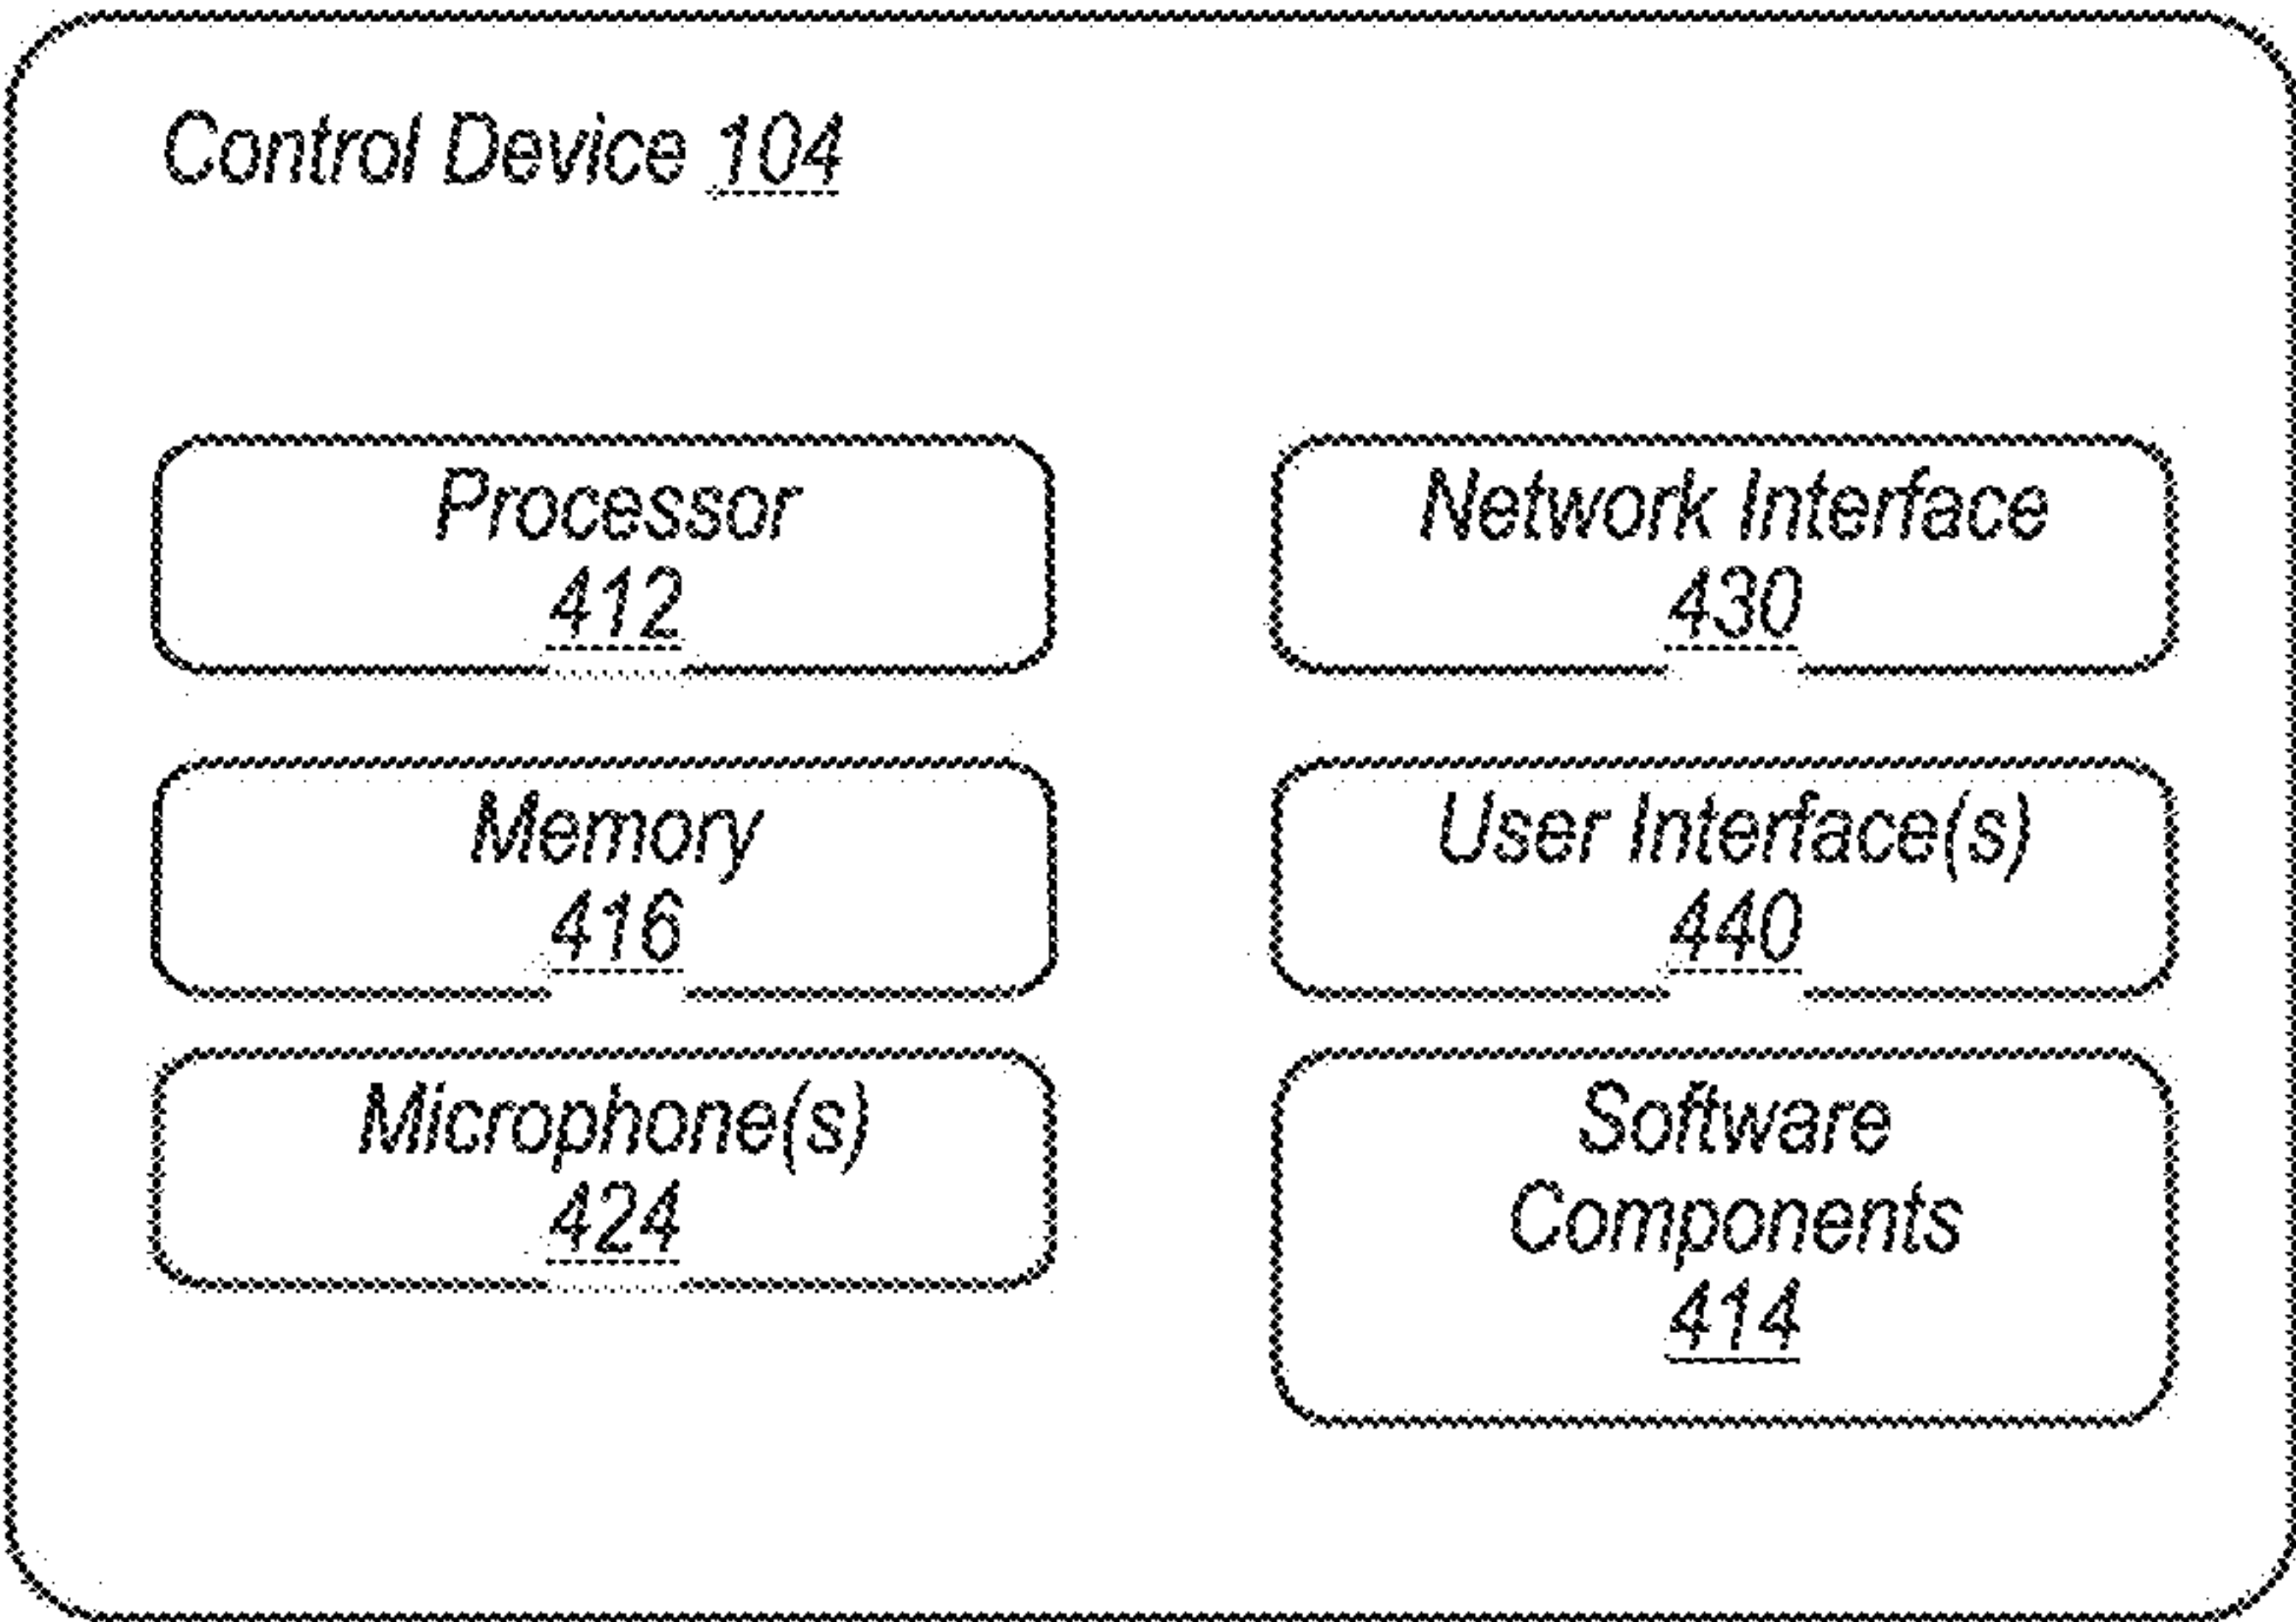 Control Device 104
Processor
412
Network Interface
430
Memory
416
User Interface(s)
440
Microphone(s)
424
Software
Components
414